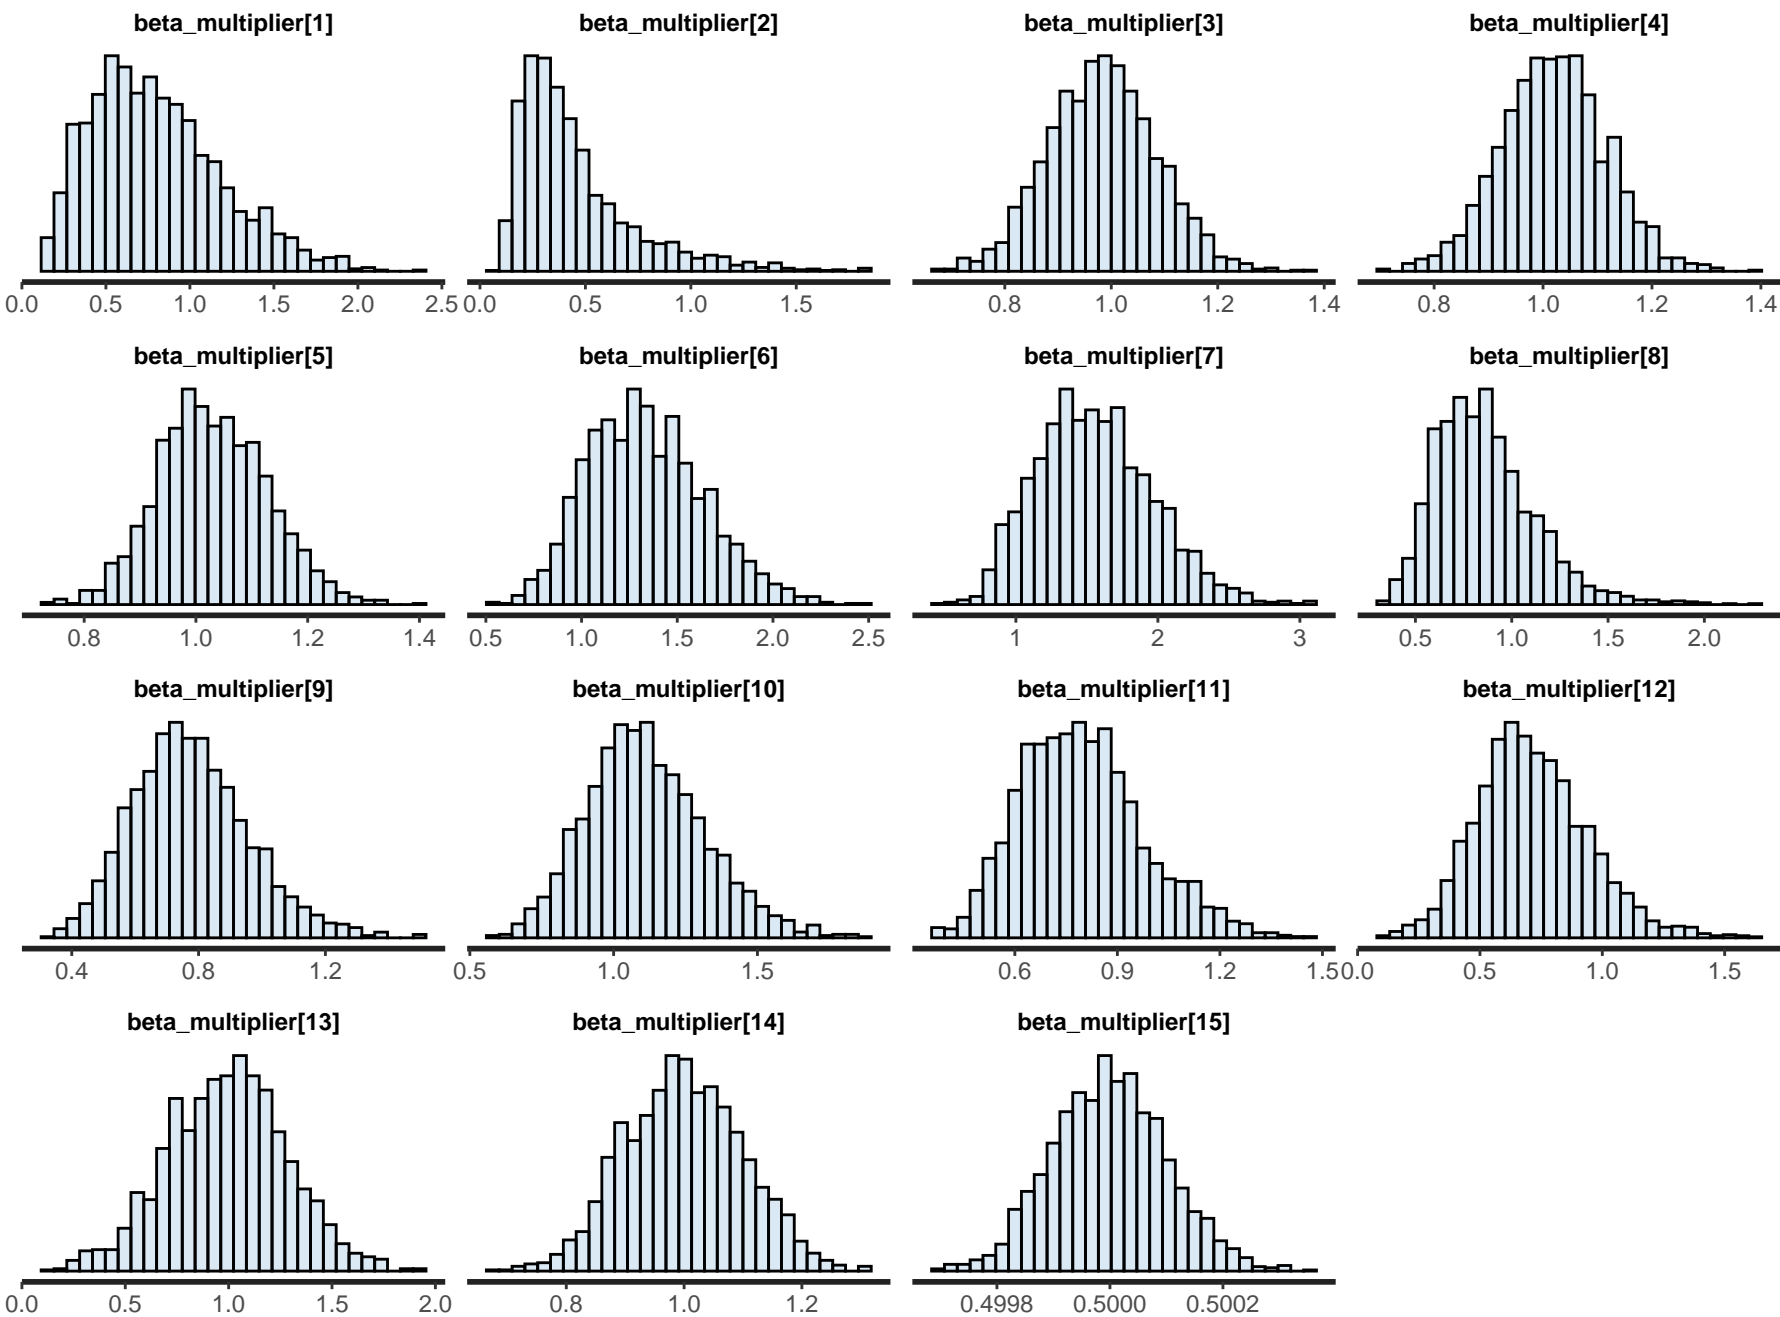 beta_multiplier[1] beta_multiplier[2] beta_multiplier[3] beta_multiplier[4]
0.0 0.5 1.0 1.5 2.0 2.5 0.0 0.5 1.0 1.5 0.8 1.0 1.2 1.4 0.8 1.0 1.2 1.4
beta_multiplier[5] beta_multiplier[6] beta_multiplier[7] beta_multiplier[8]
0.8 1.0 1.2 1.4 0.5 1.0 1.5 2.0 2.5 1 2 3 0.5 1.0 1.5 2.0
beta_multiplier[9] beta_multiplier[10] beta_multiplier[11] beta_multiplier[12]
0.4 0.8 1.2 0.5 1.0 1.5 0.6 0.9 1.2 1.5 0.0 0.5 1.0 1.5
beta_multiplier[13] beta_multiplier[14] beta_multiplier[15]
0.0 0.5 1.0 1.5 2.0 0.8 1.0 1.2 0.4998 0.5000 0.5002